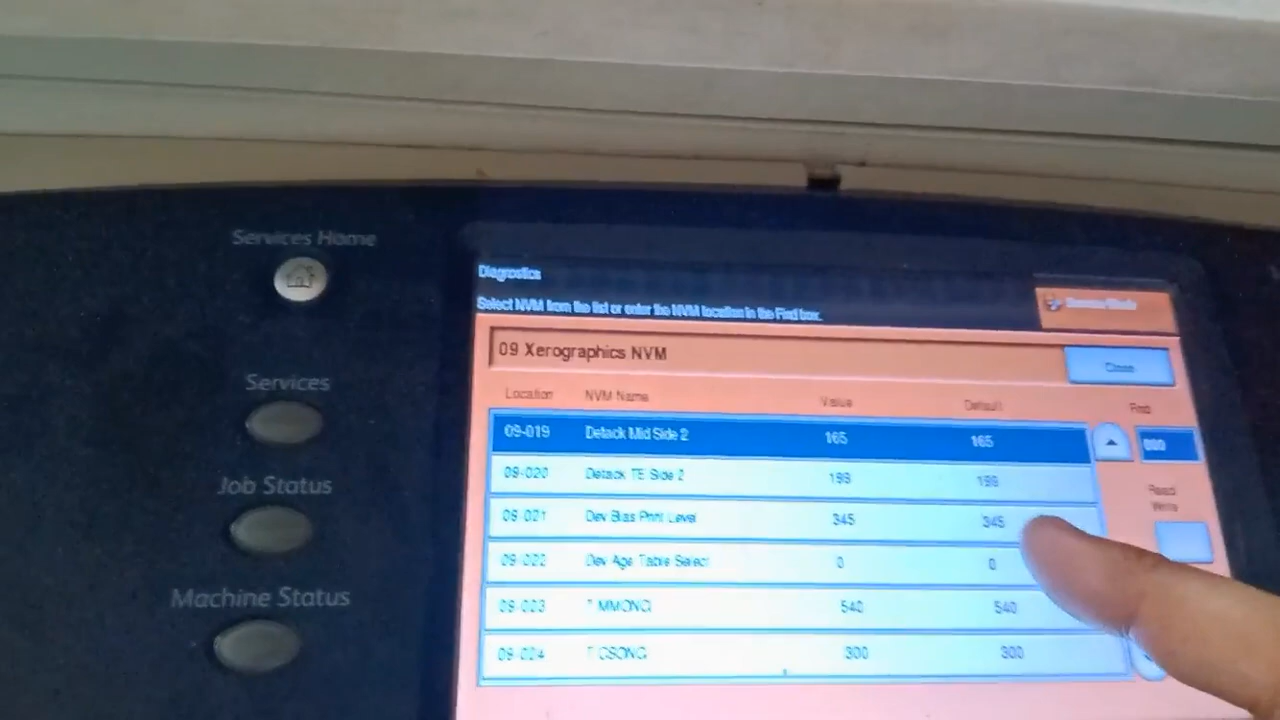 Services Home
Services
Job Status
Machine Status
Diagnostics
Select NVM from the list or enter the NVM location in the Find box.
Service Mode
09 Xerographics NVM
Close
Location NVM Name Value Default Find
09-019 Detack Mid Side 2 165 165
000
09-020 Detack TE Side 2 199 199
Read
Write
09-021 Dev Bias Print Level 345 345
09-022 Dev Age Table Select 0 0
09-023 540 540
09-024 300 300